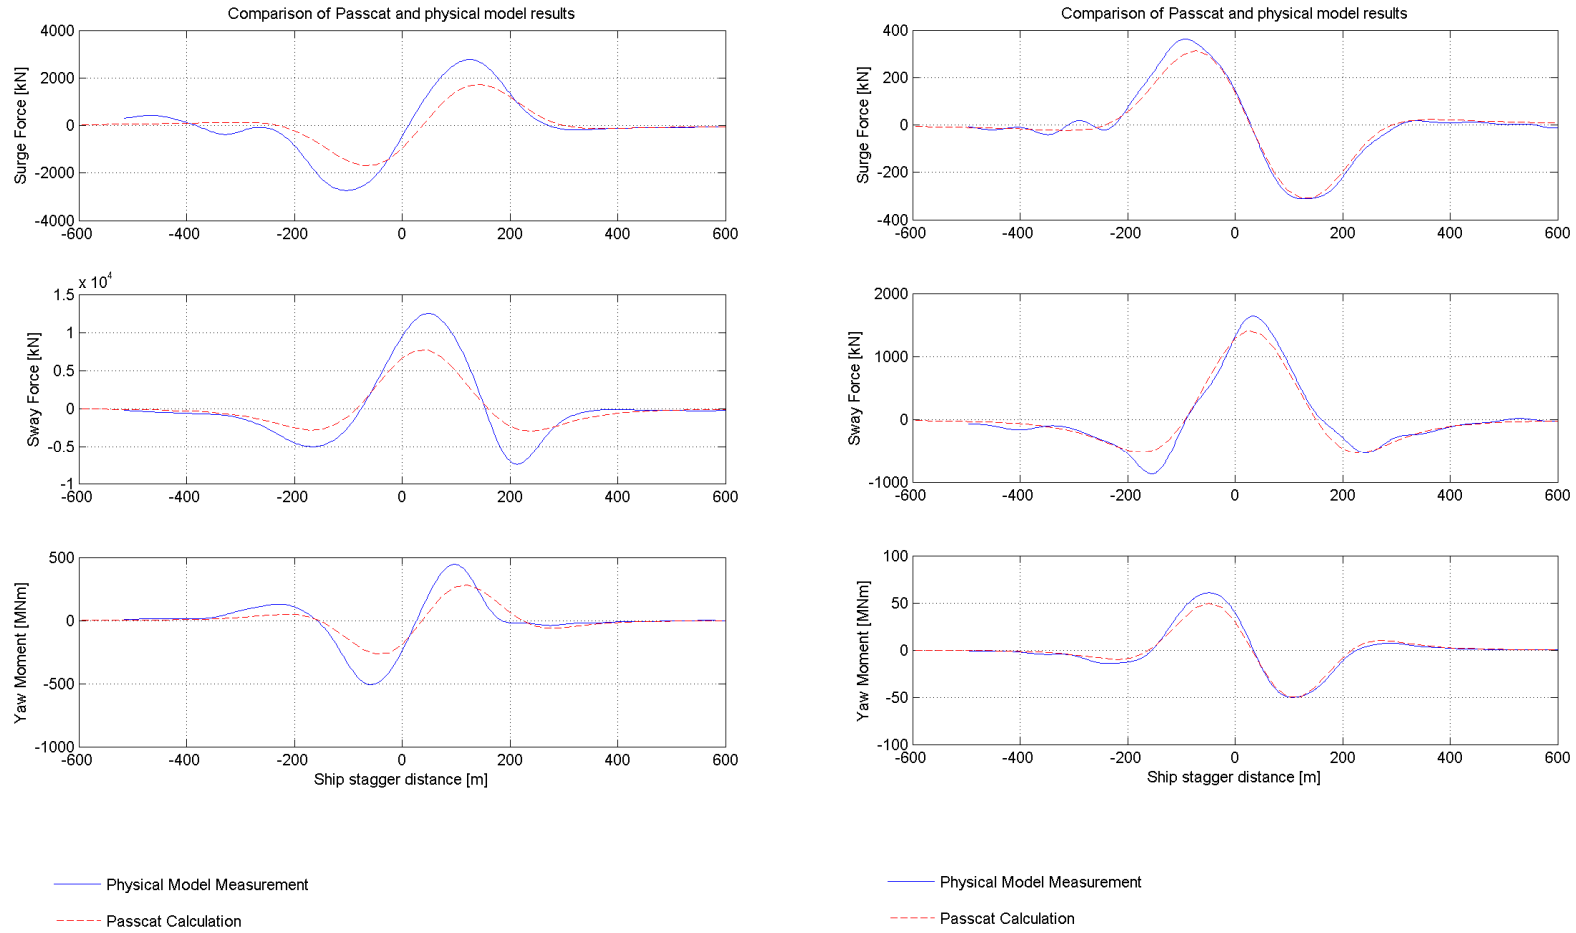 Comparison of Passcat and physical model results
4000
2000
0
-2000
-4000
Surge Force [kN]
-600 -400 -200 0 200 400 600
x 10^4
1.5
1
0.5
0
-0.5
-1
Sway Force [kN]
-600 -400 -200 0 200 400 600
500
0
-500
-1000
Yaw Moment [MNm]
-600 -400 -200 0 200 400 600
Ship stagger distance [m]
Physical Model Measurement
Passcat Calculation
Comparison of Passcat and physical model results
400
200
0
-200
-400
Surge Force [kN]
-600 -400 -200 0 200 400 600
2000
1000
0
-1000
Sway Force [kN]
-600 -400 -200 0 200 400 600
100
50
0
-50
-100
Yaw Moment [MNm]
-600 -400 -200 0 200 400 600
Ship stagger distance [m]
Physical Model Measurement
Passcat Calculation